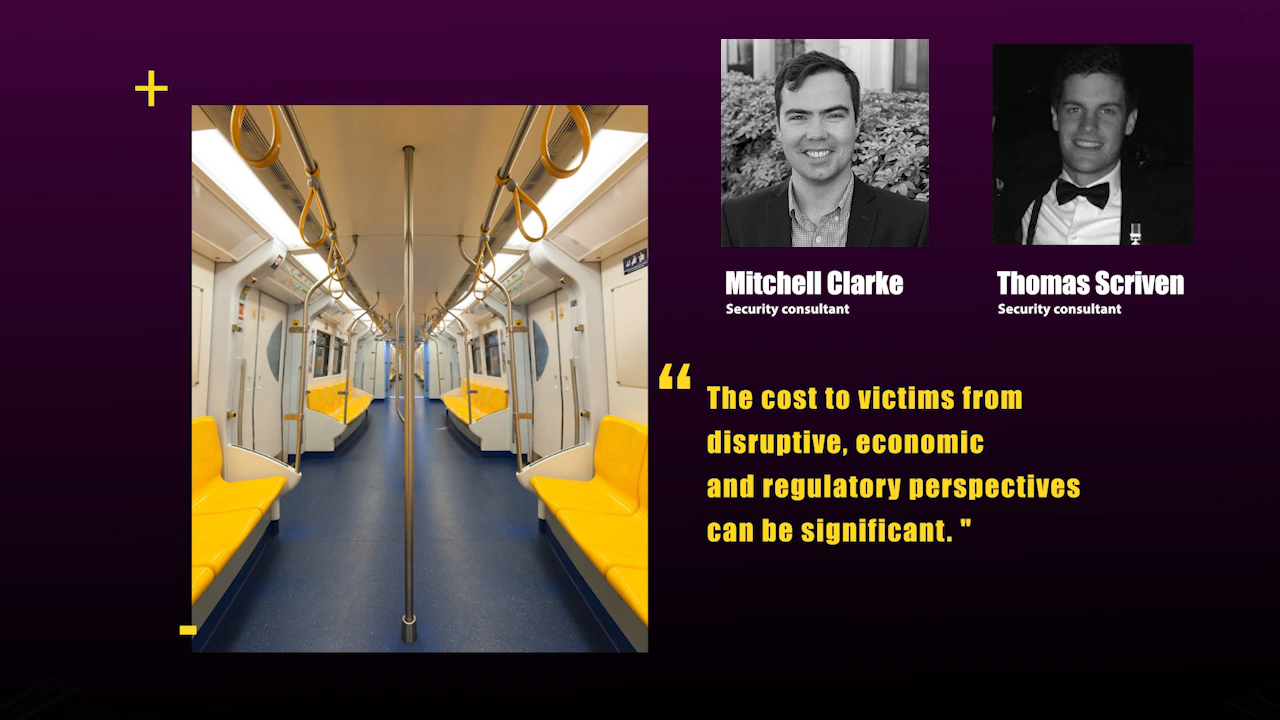 Mitchell Clarke
Security consultant
Thomas Scriven
Security consultant
“ The cost to victims from
disruptive, economic
and regulatory perspectives
can be significant. "